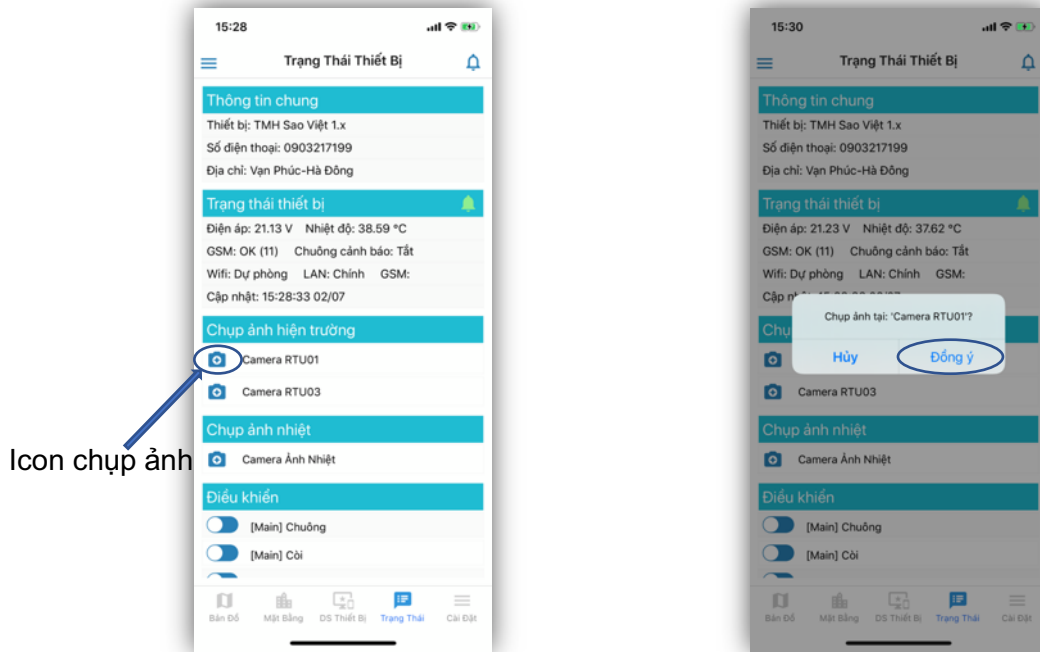 15:28
Trạng Thái Thiết Bị
Thông tin chung
Thiết bị: TMH Sao Việt 1.x
Số điện thoại: 0903217199
Địa chỉ: Vạn Phúc-Hà Đông
Trạng thái thiết bị
Điện áp: 21.13 V Nhiệt độ: 38.59 °C
GSM: OK (11) Chuông cảnh báo: Tắt
Wifi: Dự phòng LAN: Chính GSM:
Cập nhật: 15:28:33 02/07
Chụp ảnh hiện trường
Camera RTU01
Camera RTU03
Chụp ảnh nhiệt
Icon chụp ảnh
Camera Ảnh Nhiệt
Điều khiển
[Main] Chuông
[Main] Còi
Bản Đồ Mặt Bằng DS Thiết Bị Trạng Thái Cài Đặt
15:30
Trạng Thái Thiết Bị
Thông tin chung
Thiết bị: TMH Sao Việt 1.x
Số điện thoại: 0903217199
Địa chỉ: Vạn Phúc-Hà Đông
Trạng thái thiết bị
Điện áp: 21.23 V Nhiệt độ: 37.62 °C
GSM: OK (11) Chuông cảnh báo: Tắt
Wifi: Dự phòng LAN: Chính GSM:
Cập
Chụp ảnh tại: 'Camera RTU01'?
Hủy Đồng ý
Camera RTU03
Chụp ảnh nhiệt
Camera Ảnh Nhiệt
Điều khiển
[Main] Chuông
[Main] Còi
Bản Đồ Mặt Bằng DS Thiết Bị Trạng Thái Cài Đặt